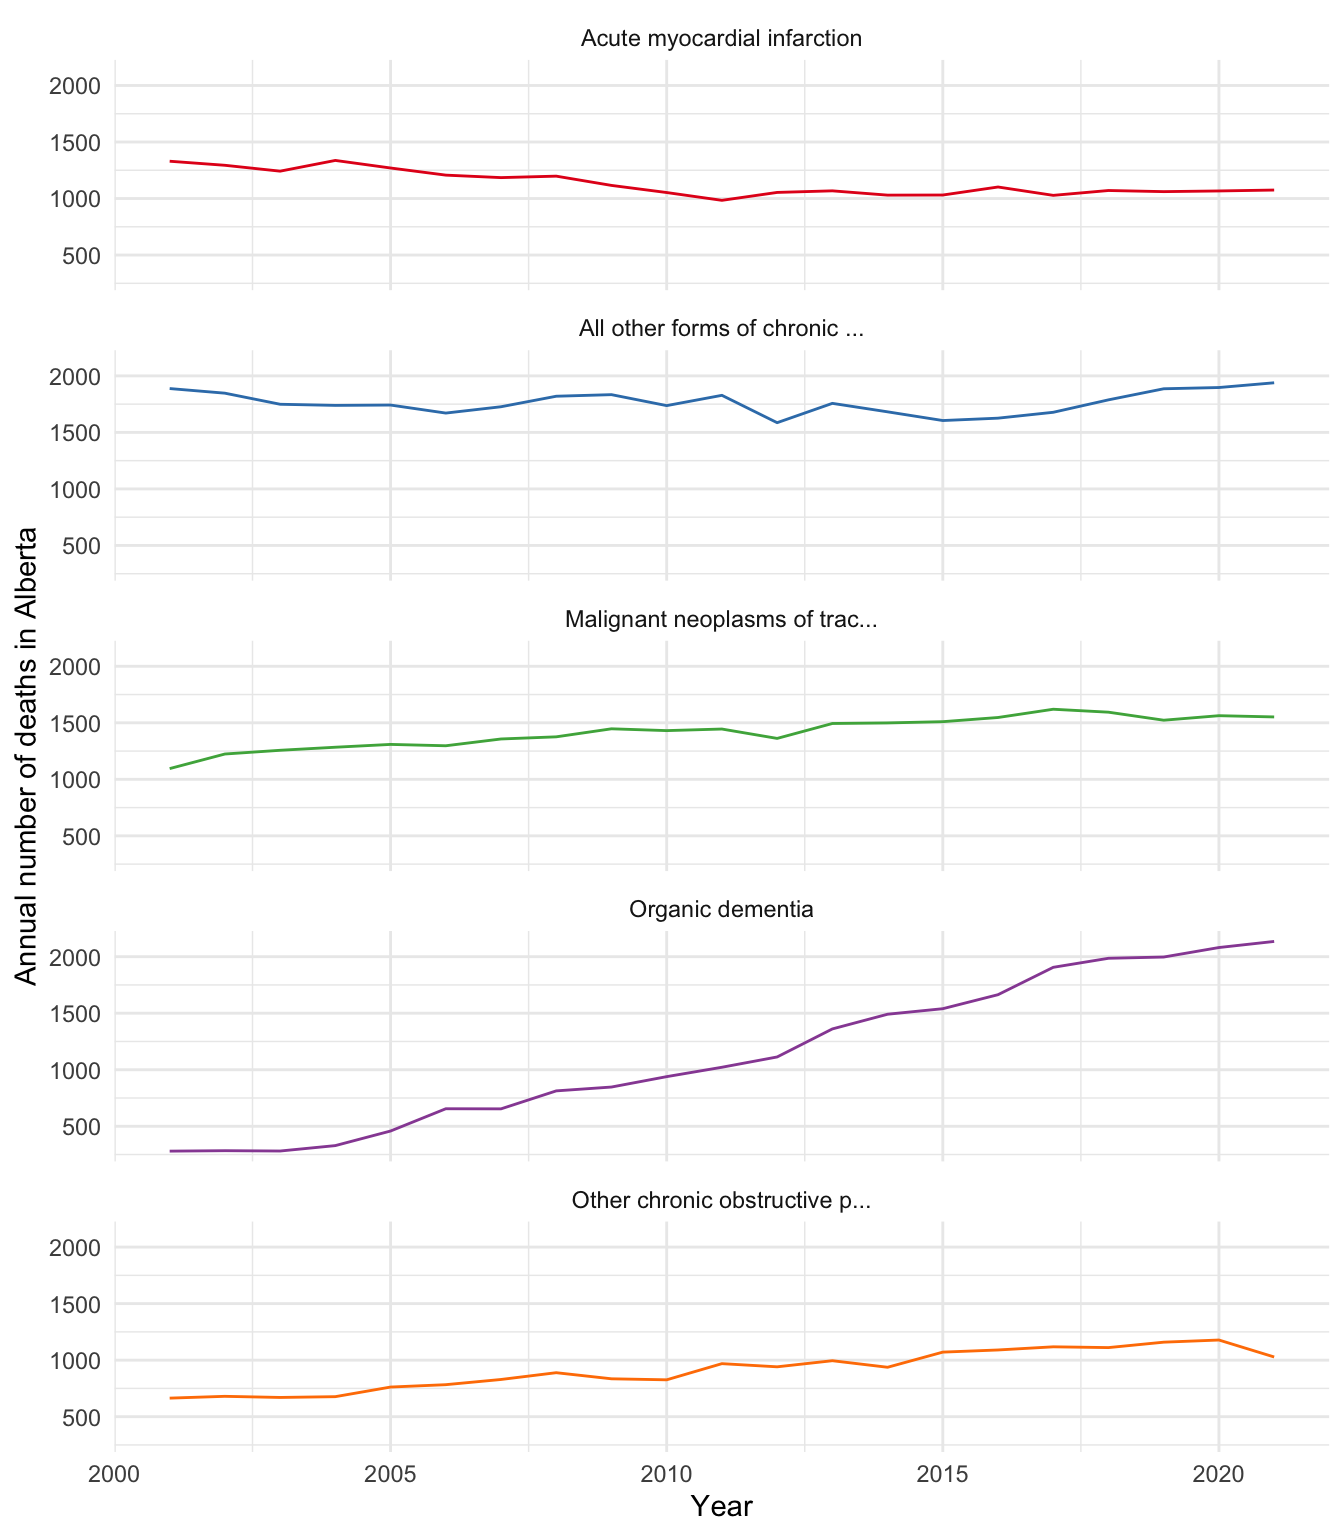 Acute myocardial infarction
2000
1500
1000
500
All other forms of chronic ...
2000
1500
1000
500
Malignant neoplasms of trac...
2000
1500
1000
500
Organic dementia
2000
1500
1000
500
Other chronic obstructive p...
2000
1500
1000
500
2000 2005 2010 2015 2020
Year
Annual number of deaths in Alberta